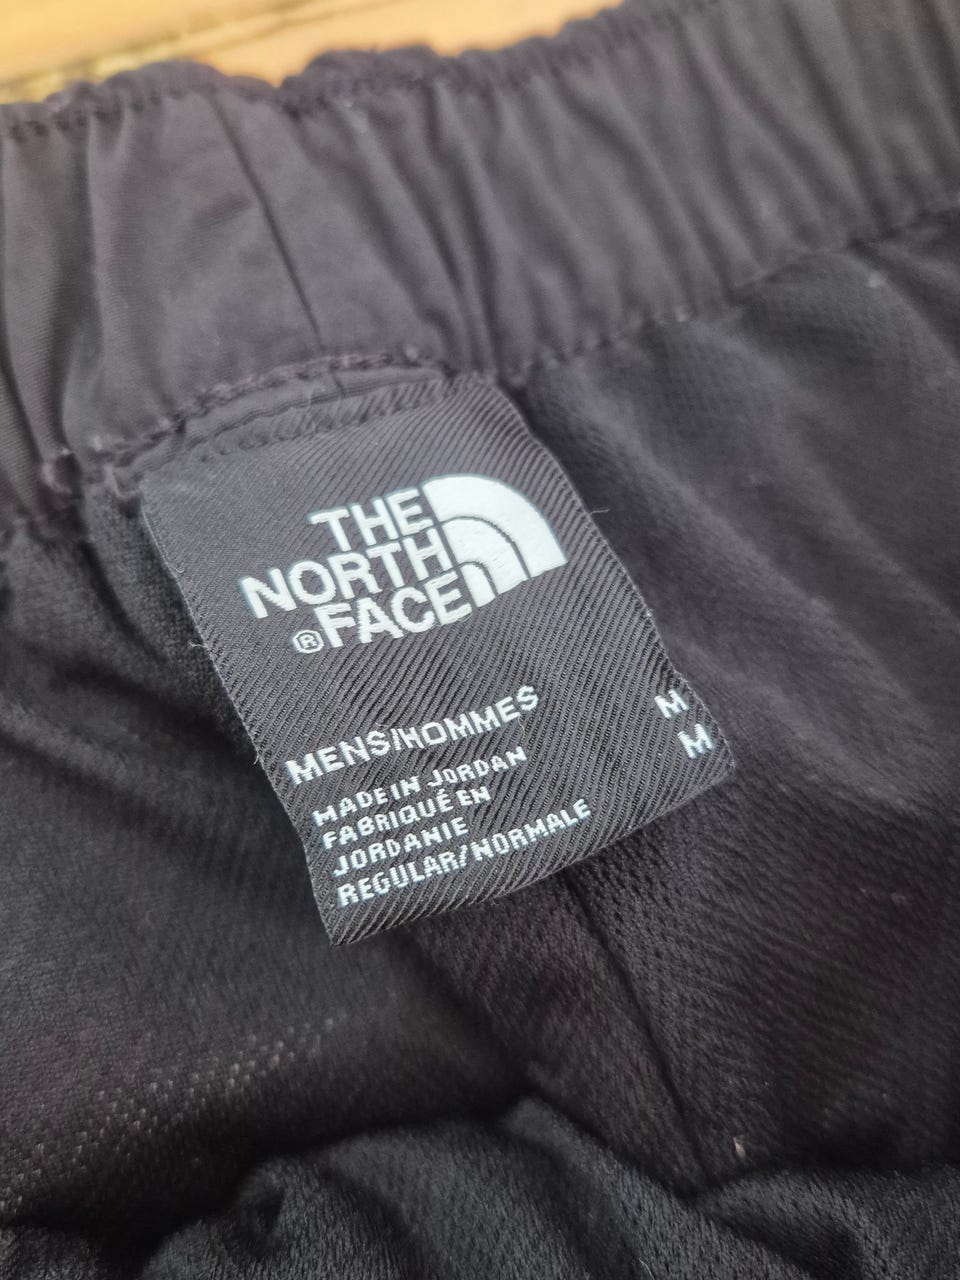 THE
NORTH
®FACE
MENS/HOMMES M
MADE IN JORDAN M
FABRIQUÉ EN
JORDANIE
REGULAR/NORMALE